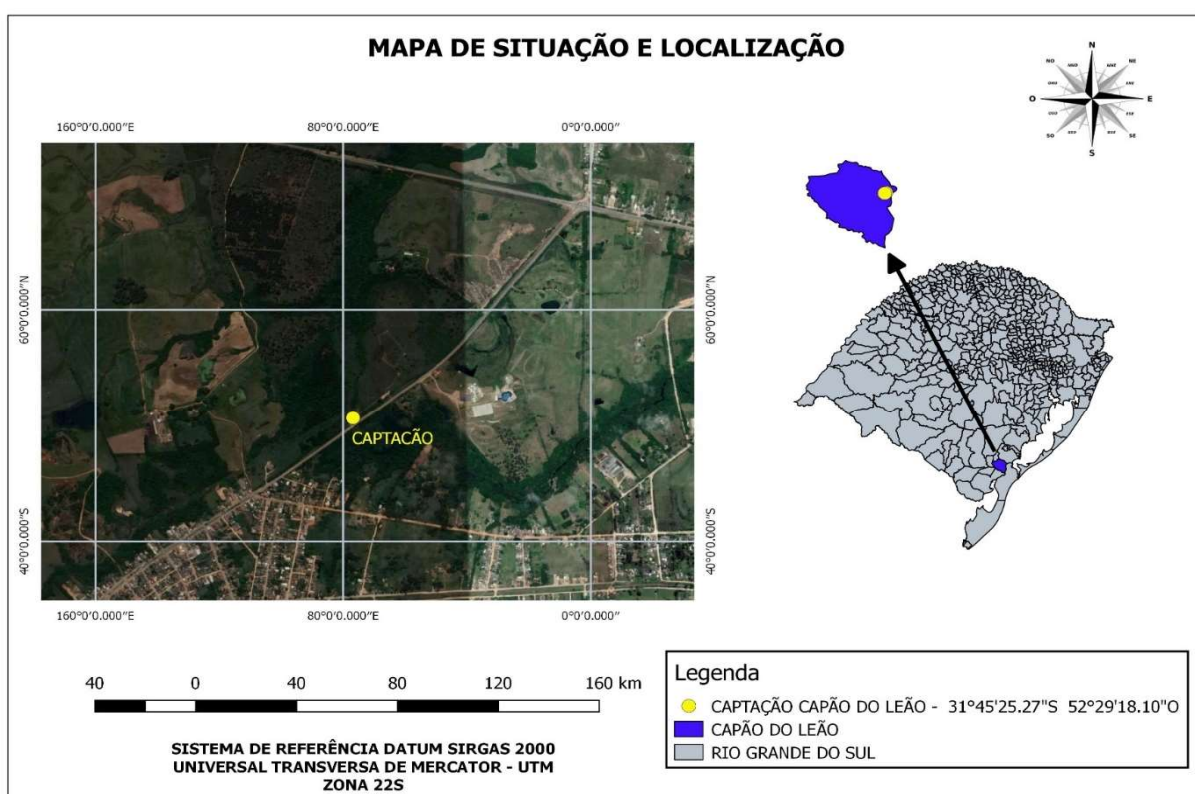 MAPA DE SITUAÇÃO E LOCALIZAÇÃO
N
NO
NE
O
E
SO
SE
S
160°0'0.000"E
80°0'0.000"E
0°0'0.000"E
60°0'0.000"N
60°0'0.000"N
CAPTACÃO
40°0'0.000"S
40°0'0.000"S
160°0'0.000"E
80°0'0.000"E
0°0'0.000"E
40 0 40 80 120 160 km
SISTEMA DE REFERÊNCIA DATUM SIRGAS 2000
UNIVERSAL TRANSVERSA DE MERCATOR - UTM
ZONA 22S
Legenda
CAPTAÇÃO CAPÃO DO LEÃO - 31°45'25.27"S 52°29'18.10"O
CAPÃO DO LEÃO
RIO GRANDE DO SUL